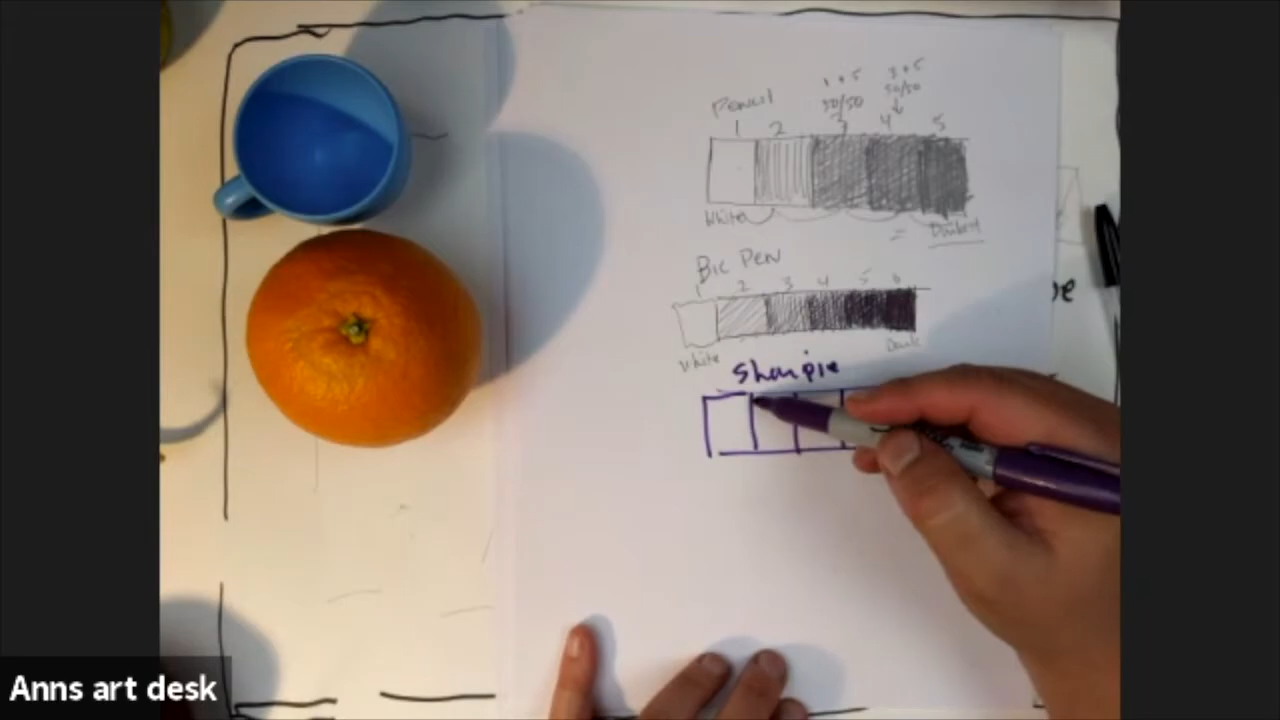 1 + 5
3 + 5
50/50
50/50
Pencil
1 2 3 4 5
White
=
Darkest
Bic Pen
1 2 3 4 5 6
White
Dark
Sharpie
Anns art desk